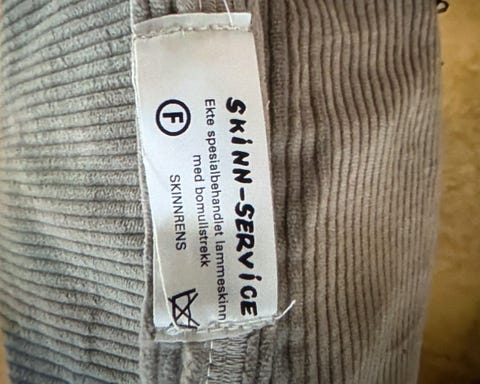 SKINN-SERVICE
Ekte spesialbehandlet lammeskinn
med bomullstrekk
SKINNRENS
F